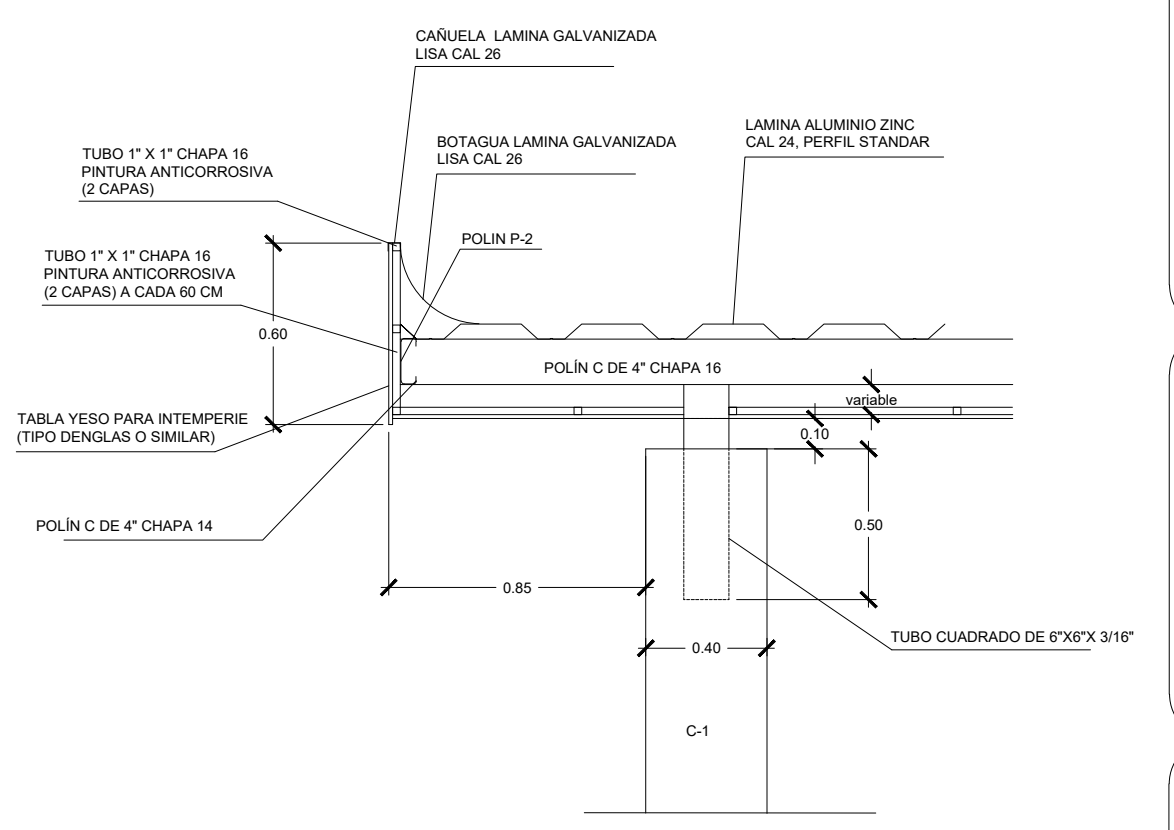 CAÑUELA LAMINA GALVANIZADA
LISA CAL 26
BOTAGUA LAMINA GALVANIZADA
LISA CAL 26
LAMINA ALUMINIO ZINC
CAL 24, PERFIL STANDAR
TUBO 1" X 1" CHAPA 16
PINTURA ANTICORROSIVA
(2 CAPAS)
POLIN P-2
TUBO 1" X 1" CHAPA 16
PINTURA ANTICORROSIVA
(2 CAPAS) A CADA 60 CM
0.60
POLÍN C DE 4" CHAPA 16
variable
0.10
TABLA YESO PARA INTEMPERIE
(TIPO DENGLAS O SIMILAR)
POLÍN C DE 4" CHAPA 14
0.50
0.85
TUBO CUADRADO DE 6"X6"X 3/16"
0.40
C-1